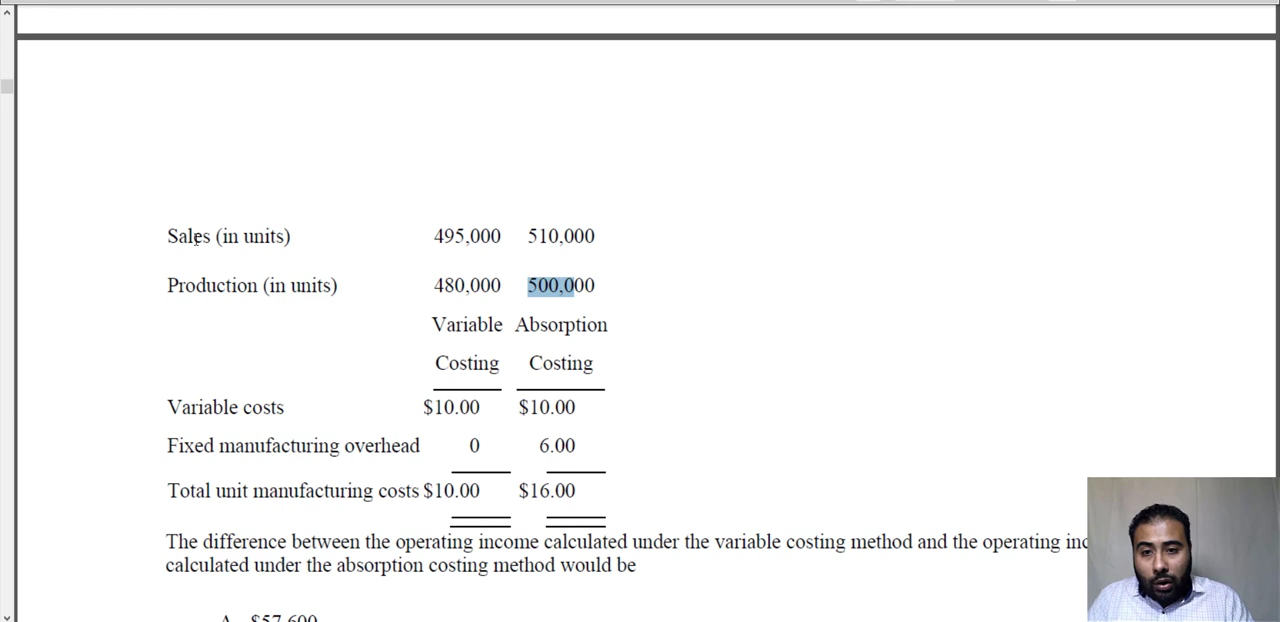 Sales (in units) 495,000 510,000
Production (in units) 480,000 500,000
Variable Absorption
Costing Costing
Variable costs $10.00 $10.00
Fixed manufacturing overhead 0 6.00
Total unit manufacturing costs $10.00 $16.00
The difference between the operating income calculated under the variable costing method and the operating
calculated under the absorption costing method would be
A. $57,600